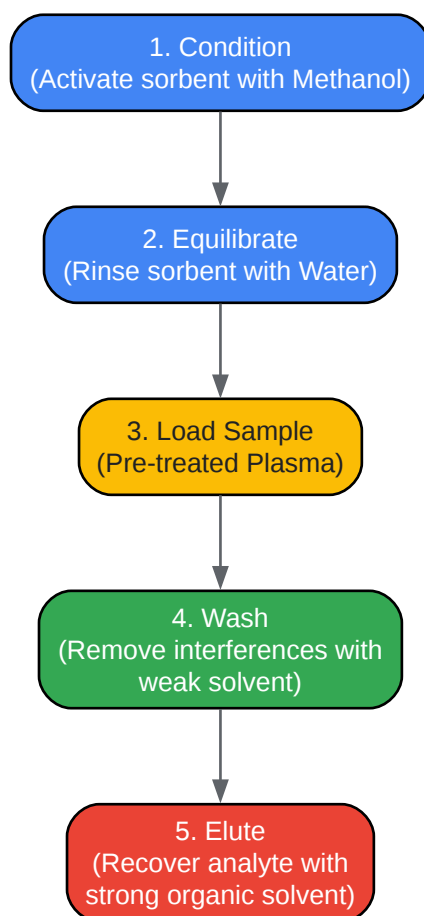 1. Condition
(Activate sorbent with Methanol)
2. Equilibrate
(Rinse sorbent with Water)
3. Load Sample
(Pre-treated Plasma)
4. Wash
(Remove interferences with
weak solvent)
5. Elute
(Recover analyte with
strong organic solvent)